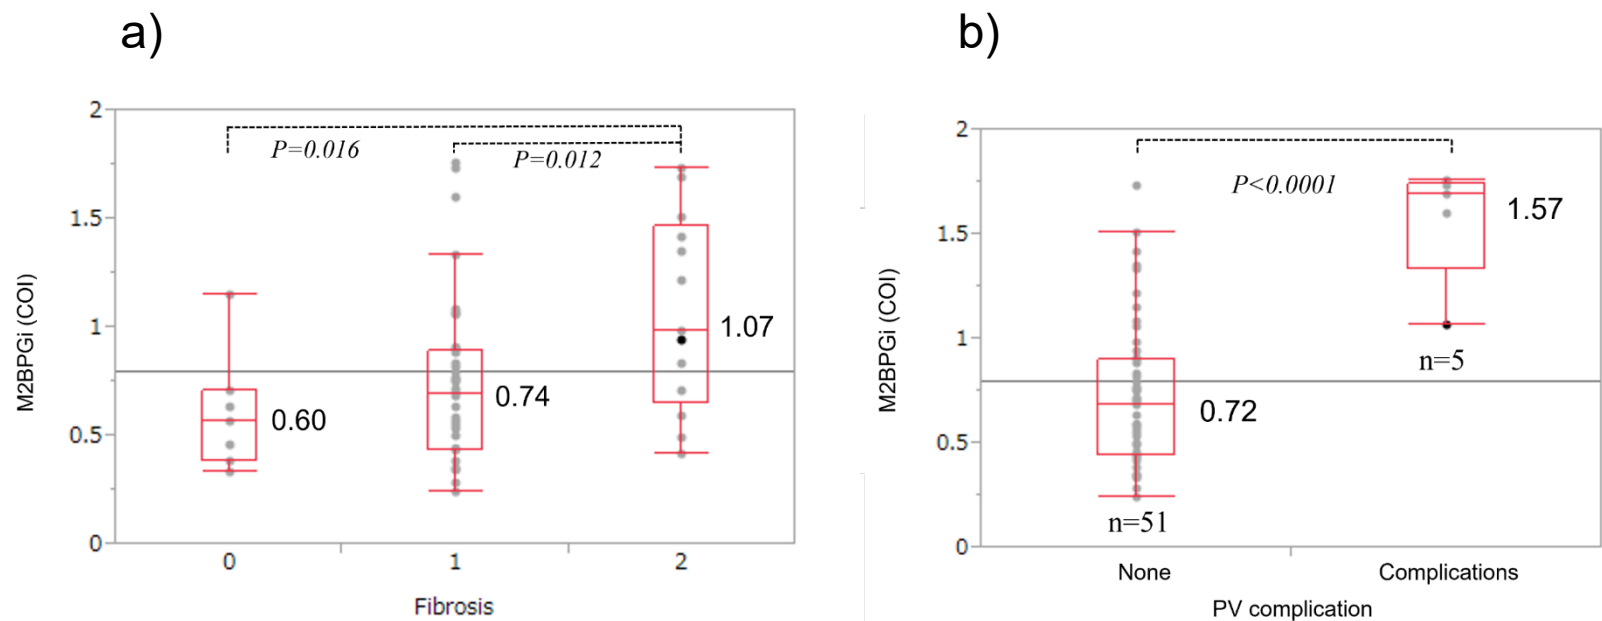 a)
2
1.5
1
0.5
0
M2BPGi (COI)
P=0.016
P=0.012
0.60
0.74
1.07
0
1
2
Fibrosis
b)
2
1.5
1
0.5
0
M2BPGi (COI)
P<0.0001
1.57
0.72
n=5
n=51
None
Complications
PV complication